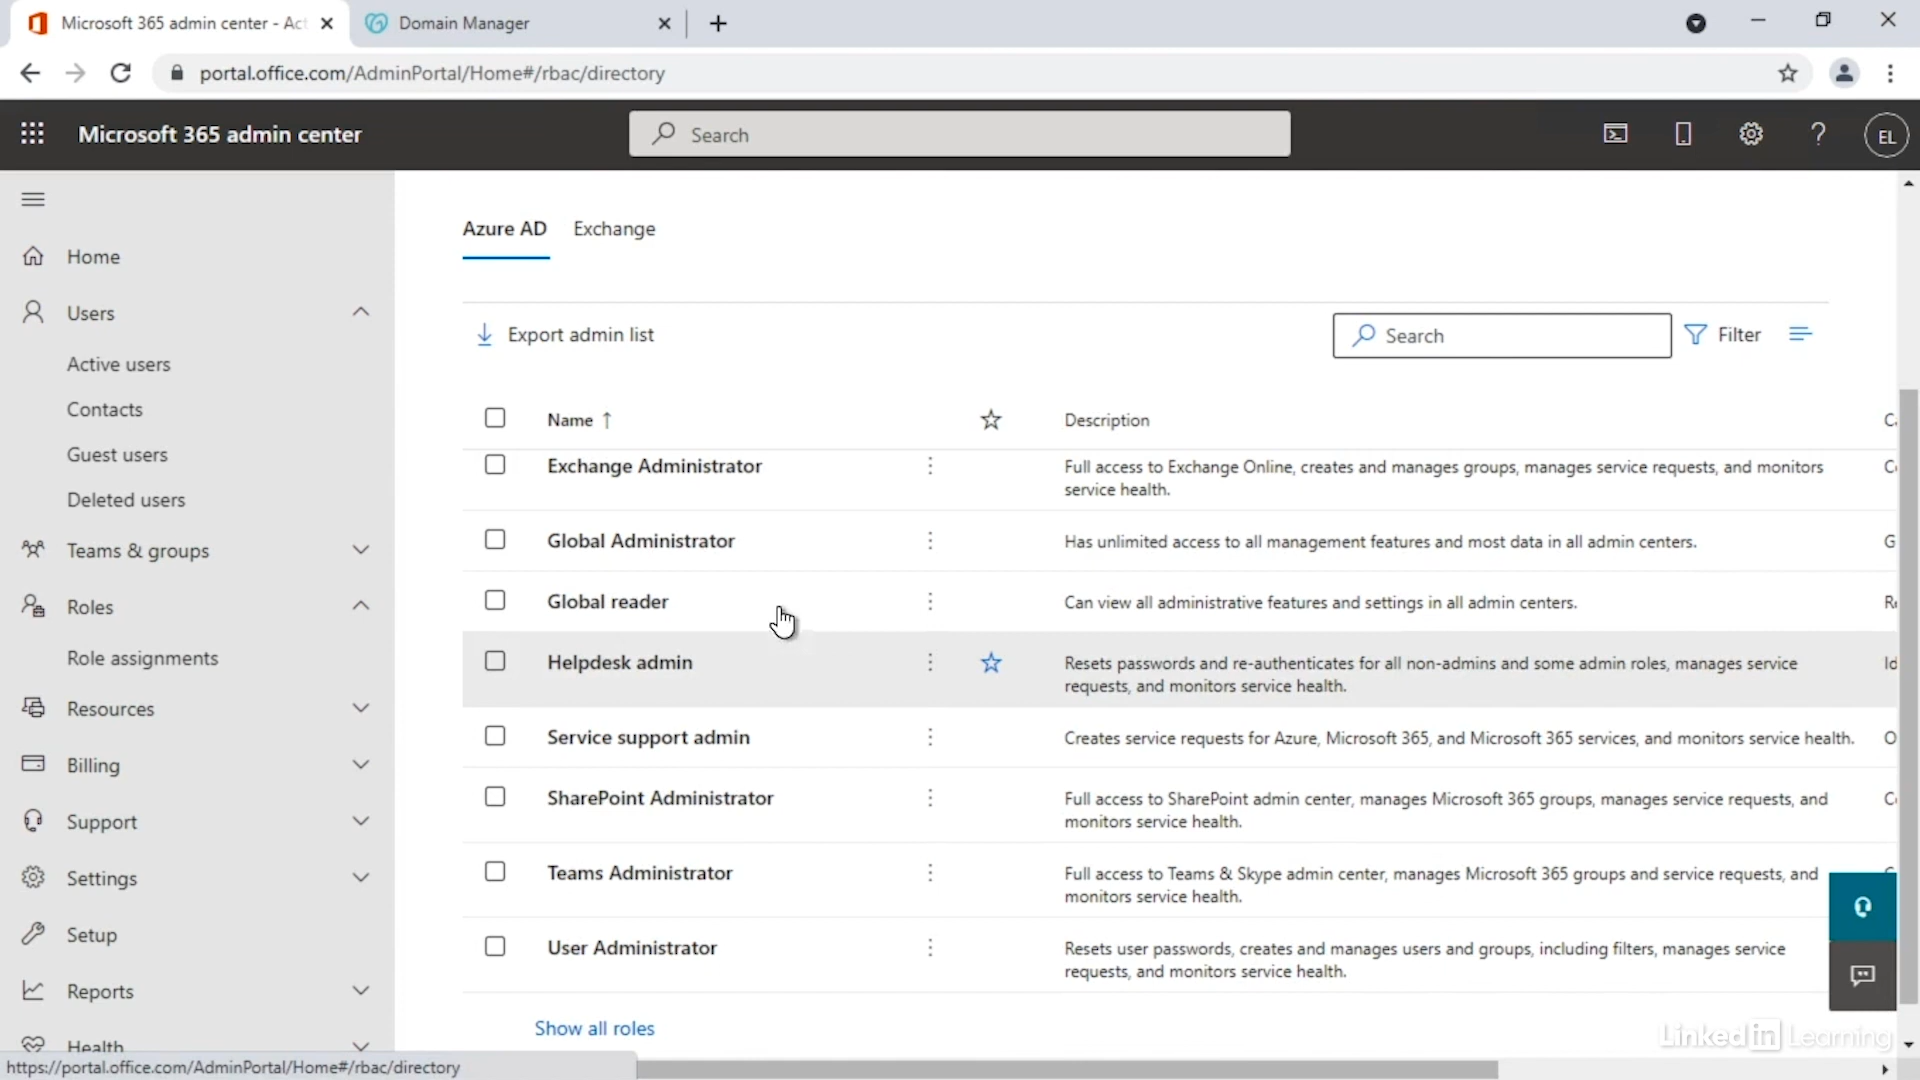 Microsoft 365 admin center - Act
Domain Manager
portal.office.com/AdminPortal/Home#/rbac/directory
Microsoft 365 admin center
Search
EL
Home
Users
Active users
Contacts
Guest users
Deleted users
Teams & groups
Roles
Role assignments
Resources
Billing
Support
Settings
Setup
Reports
Health
Azure AD
Exchange
Export admin list
Search
Filter
Name ↑
Description
Exchange Administrator
Full access to Exchange Online, creates and manages groups, manages service requests, and monitors
service health.
Global Administrator
Has unlimited access to all management features and most data in all admin centers.
G
Global reader
Can view all administrative features and settings in all admin centers.
Helpdesk admin
Resets passwords and re-authenticates for all non-admins and some admin roles, manages service
requests, and monitors service health.
Service support admin
Creates service requests for Azure, Microsoft 365, and Microsoft 365 services, and monitors service health.
O
SharePoint Administrator
Full access to SharePoint admin center, manages Microsoft 365 groups, manages service requests, and
monitors service health.
Teams Administrator
Full access to Teams & Skype admin center, manages Microsoft 365 groups and service requests, and
monitors service health.
User Administrator
Resets user passwords, creates and manages users and groups, including filters, manages service
requests, and monitors service health.
Show all roles
LinkedIn Learning
https://portal.office.com/AdminPortal/Home#/rbac/directory